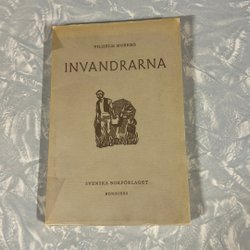 VILHELM MOBERG
INVANDRARNA
SVENSKA BOKFÖRLAGET
BONNIERS